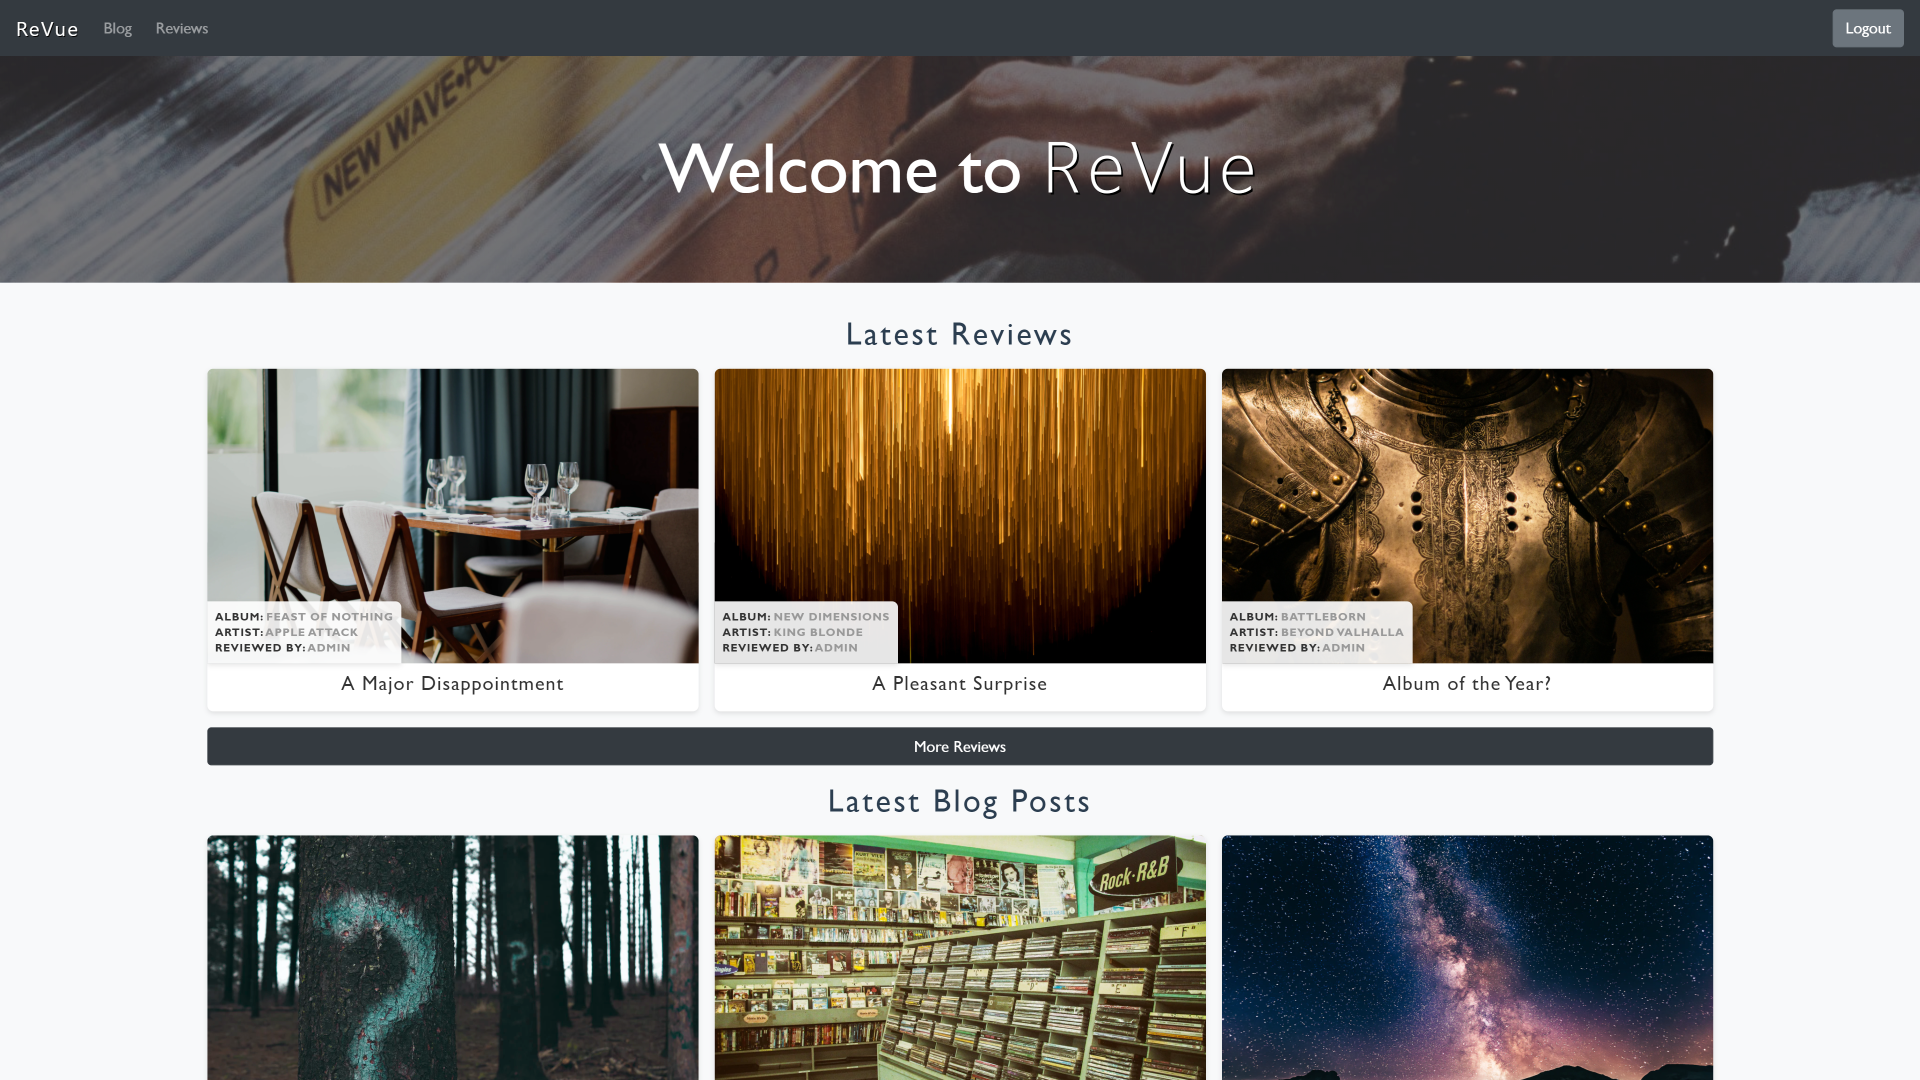 ReVue Blog Reviews Logout
NEW WAVE•PO
Welcome to ReVue
Latest Reviews
ALBUM: FEAST OF NOTHING
ARTIST: APPLE ATTACK
REVIEWED BY: ADMIN
A Major Disappointment
ALBUM: NEW DIMENSIONS
ARTIST: KING BLONDE
REVIEWED BY: ADMIN
A Pleasant Surprise
ALBUM: BATTLEBORN
ARTIST: BEYOND VALHALLA
REVIEWED BY: ADMIN
Album of the Year?
More Reviews
Latest Blog Posts
?
Rock•R&B
KURT VILE
"F"
"E"